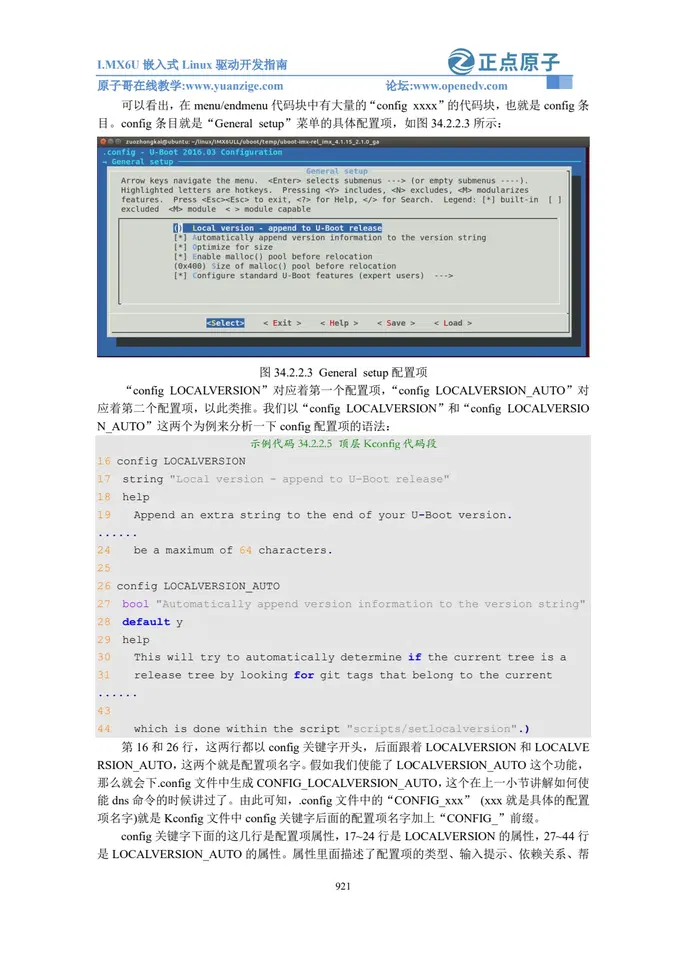 I.MX6U 嵌入式 Linux 驱动开发指南
正点原子
原子哥在线教学:www.yuanzige.com 论坛:www.openedv.com
可以看出，在 menu/endmenu 代码块中有大量的“config xxxx”的代码块，也就是 config 条
目。config 条目就是“General setup”菜单的具体配置项，如图 34.2.2.3 所示：
zuozhongkai@ubuntu: ~/linux/IMX6ULL/uboot/temp/uboot-imx-rel_imx_4.1.15_2.1.0_ga
.config - U-Boot 2016.03 Configuration
→ General setup
General setup
Arrow keys navigate the menu. <Enter> selects submenus ---> (or empty submenus ----).
Highlighted letters are hotkeys. Pressing <Y> includes, <N> excludes, <M> modularizes
features. Press <Esc><Esc> to exit, <?> for Help, </> for Search. Legend: [*] built-in [ ]
excluded <M> module < > module capable
() Local version - append to U-Boot release
[*] Automatically append version information to the version string
[*] Optimize for size
[*] Enable malloc() pool before relocation
(0x400) Size of malloc() pool before relocation
[*] Configure standard U-Boot features (expert users) --->
<Select> < Exit > < Help > < Save > < Load >
图 34.2.2.3 General setup 配置项
“config LOCALVERSION”对应着第一个配置项，“config LOCALVERSION_AUTO”对
应着第二个配置项，以此类推。我们以“config LOCALVERSION”和“config LOCALVERSIO
N_AUTO”这两个为例来分析一下 config 配置项的语法：
示例代码 34.2.2.5 顶层 Kconfig 代码段
16 config LOCALVERSION
17 string "Local version - append to U-Boot release"
18 help
19 Append an extra string to the end of your U-Boot version.
......
24 be a maximum of 64 characters.
25
26 config LOCALVERSION_AUTO
27 bool "Automatically append version information to the version string"
28 default y
29 help
30 This will try to automatically determine if the current tree is a
31 release tree by looking for git tags that belong to the current
......
43
44 which is done within the script "scripts/setlocalversion".)
第 16 和 26 行，这两行都以 config 关键字开头，后面跟着 LOCALVERSION 和 LOCALVE
RSION_AUTO，这两个就是配置项名字。假如我们使能了 LOCALVERSION_AUTO 这个功能，
那么就会下.config 文件中生成 CONFIG_LOCALVERSION_AUTO，这个在上一小节讲解如何使
能 dns 命令的时候讲过了。由此可知，.config 文件中的“CONFIG_xxx” (xxx 就是具体的配置
项名字)就是 Kconfig 文件中 config 关键字后面的配置项名字加上“CONFIG_”前缀。
config 关键字下面的这几行是配置项属性，17~24 行是 LOCALVERSION 的属性，27~44 行
是 LOCALVERSION_AUTO 的属性。属性里面描述了配置项的类型、输入提示、依赖关系、帮
921